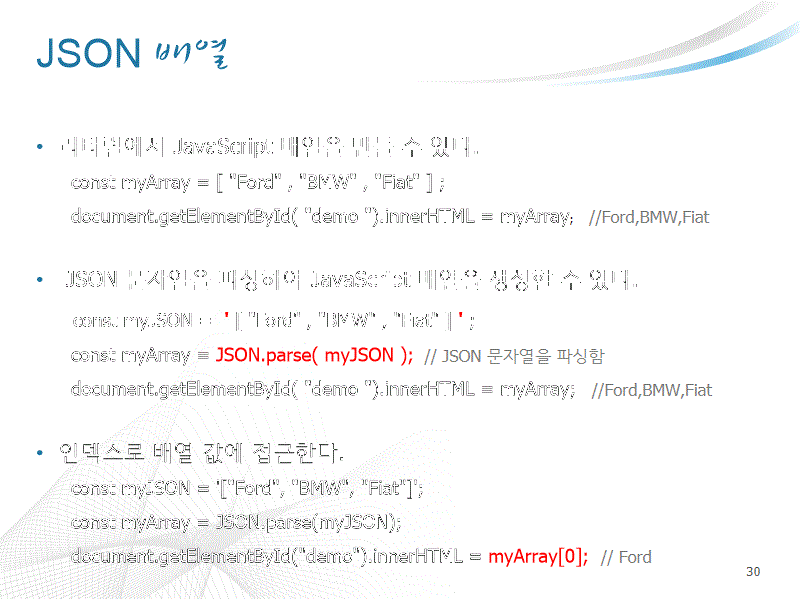 JSON 배열
• 리터럴에서 JavaScript 배열을 만들 수 있다.
const myArray = [ "Ford" , "BMW" , "Fiat" ] ;
document.getElementById( "demo ").innerHTML = myArray; //Ford,BMW,Fiat
• JSON 문자열을 파싱하여 JavaScript 배열을 생성할 수 있다.
const myJSON = ' [ "Ford" , "BMW" , "Fiat" ] ' ;
const myArray = JSON.parse( myJSON ); // JSON 문자열을 파싱함
document.getElementById( "demo ").innerHTML = myArray; //Ford,BMW,Fiat
• 인덱스로 배열 값에 접근한다.
const myJSON = '["Ford", "BMW", "Fiat"]';
const myArray = JSON.parse(myJSON);
document.getElementById("demo").innerHTML = myArray[0]; // Ford
30